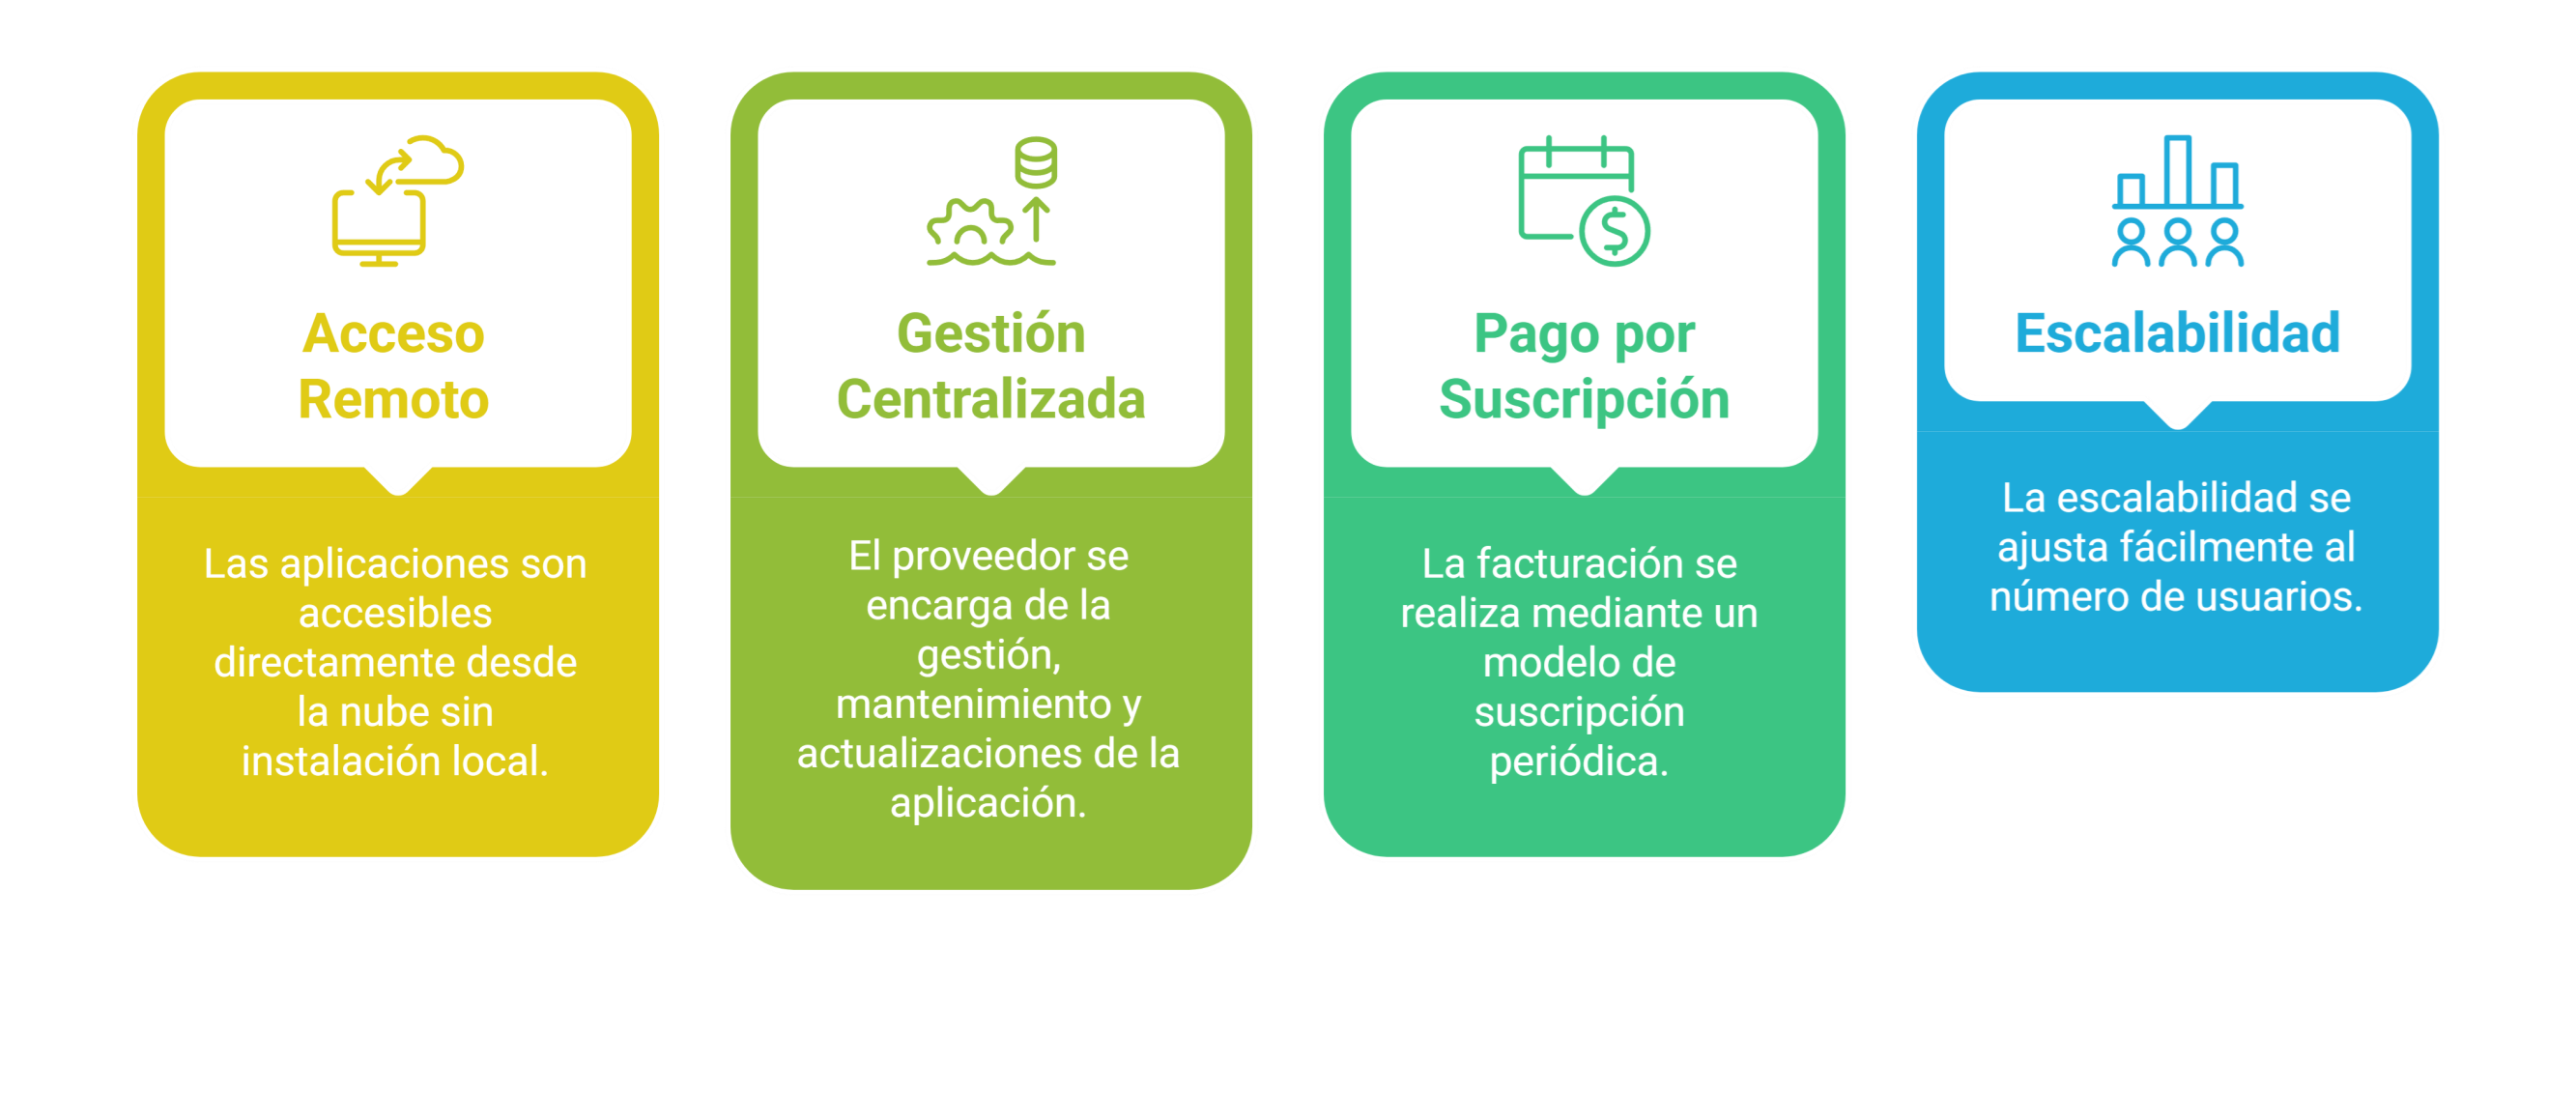 Acceso
Remoto
Las aplicaciones son
accesibles
directamente desde
la nube sin
instalación local.
Gestión
Centralizada
El proveedor se
encarga de la
gestión,
mantenimiento y
actualizaciones de la
aplicación.
Pago por
Suscripción
La facturación se
realiza mediante un
modelo de
suscripción
periódica.
Escalabilidad
La escalabilidad se
ajusta fácilmente al
número de usuarios.